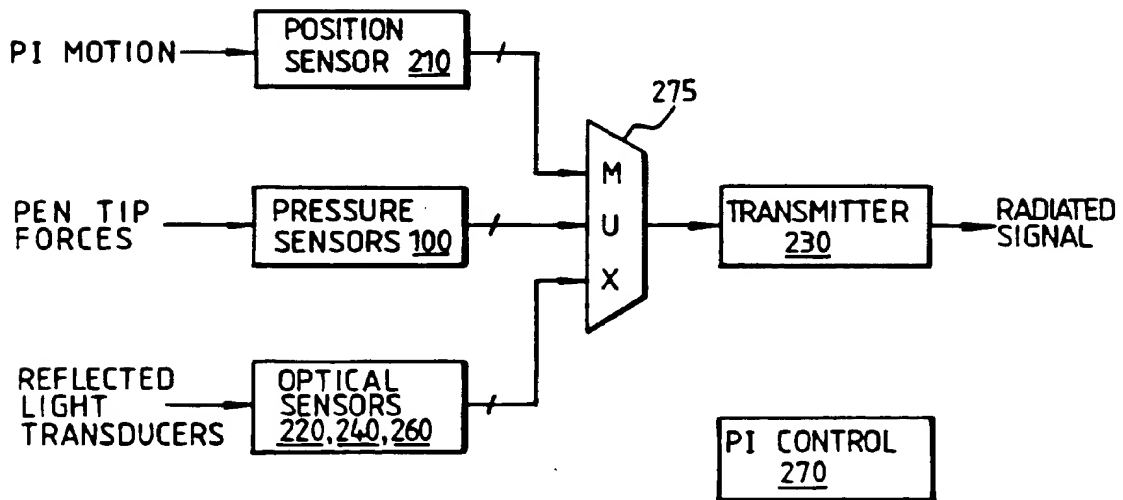 PI MOTION
POSITION
SENSOR 210
275
PEN TIP
FORCES
PRESSURE
SENSORS 100
M
U
X
TRANSMITTER
230
RADIATED
SIGNAL
REFLECTED
LIGHT
TRANSDUCERS
OPTICAL
SENSORS
220, 240, 260
PI CONTROL
270